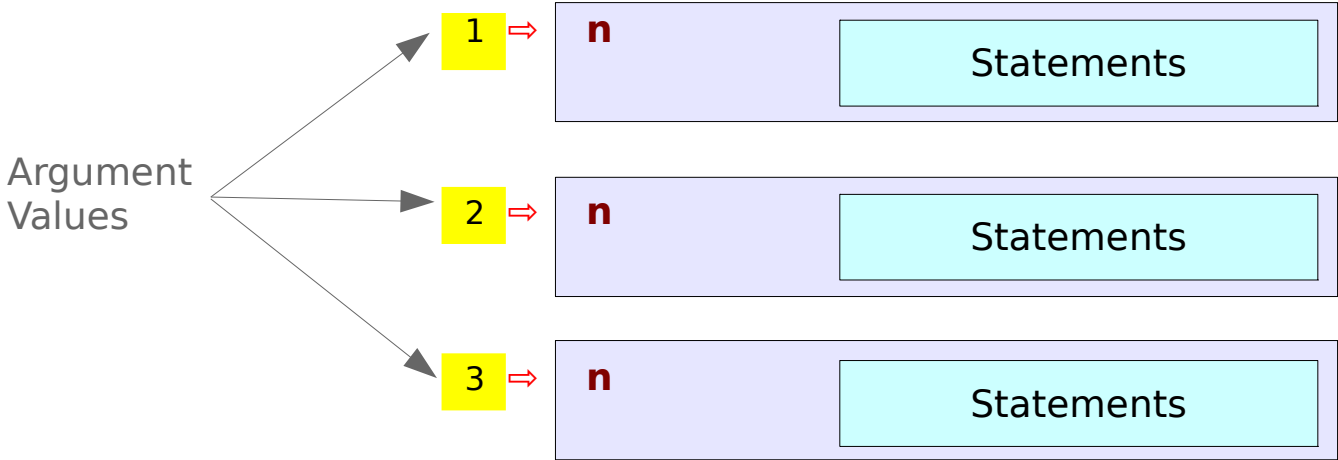 1 ⇨ n Statements
Argument
Values
2 ⇨ n Statements
3 ⇨ n Statements